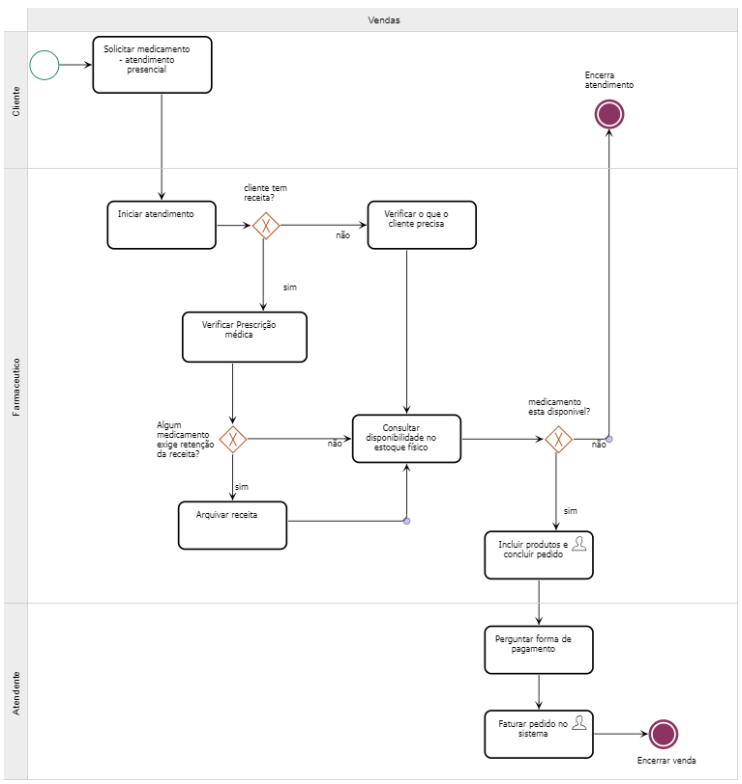 Vendas
Cliente
Solicitar medicamento
- atendimento
presencial
Encerra
atendimento
Farmaceutico
Iniciar atendimento
cliente tem
receita?
não
Verificar o que o
cliente precisa
sim
Verificar Prescrição
médica
Algum
medicamento
exige retenção
da receita?
não
Consultar
disponibilidade no
estoque físico
medicamento
esta disponivel?
não
sim
Arquivar receita
sim
Incluir produtos e
concluir pedido
Atendente
Perguntar forma de
pagamento
Faturar pedido no
sistema
Encerrar venda